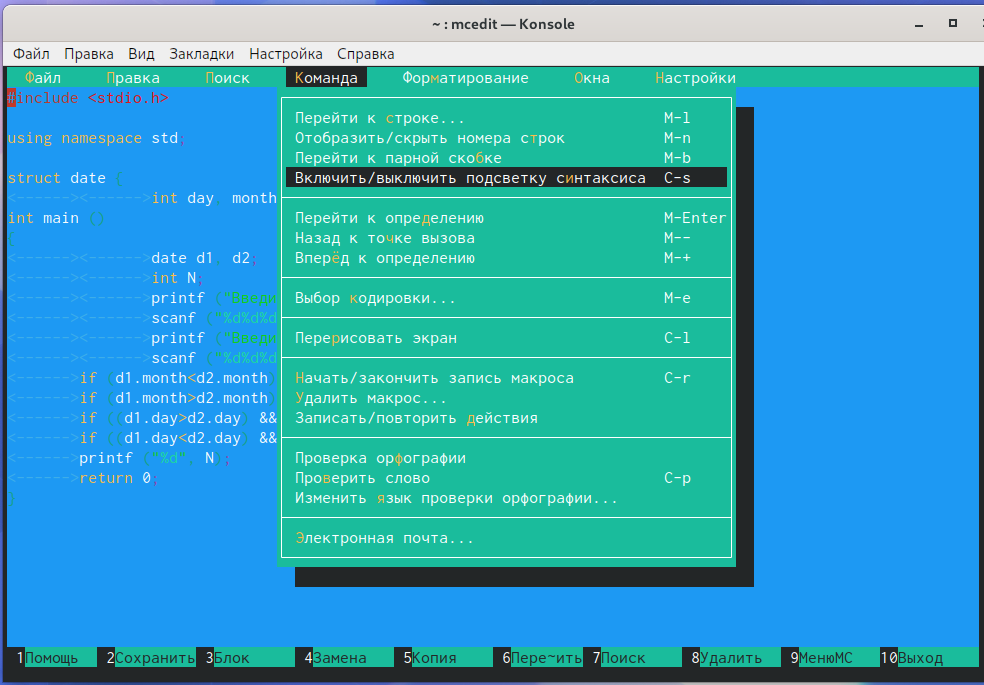 ~ : mcedit — Konsole
Файл Правка Вид Закладки Настройка Справка
Файл Правка Поиск Команда Форматирование Окна Настройки
#include <stdio.h>
Перейти к строке... M-l
using namespace std; Отобразить/скрыть номера строк M-n
Перейти к парной скобке M-b
struct date { Включить/выключить подсветку синтаксиса C-s
<------><------>int day, month
int main () Перейти к определению M-Enter
{ Назад к точке вызова M--
<------><------>date d1, d2; Вперёд к определению M-+
<------><------>int N;
<------><------>printf ("Введи Выбор кодировки... M-e
<------><------>scanf ("%d%d%d
<------><------>printf ("Введи Перерисовать экран C-l
<------><------>scanf ("%d%d%d
<------>if (d1.month<d2.month) Начать/закончить запись макроса C-r
<------>if (d1.month>d2.month) Удалить макрос...
<------>if ((d1.day>d2.day) && Записать/повторить действия
<------>if ((d1.day<d2.day) &&
<------>printf ("%d", N); Проверка орфографии
<------>return 0; Проверить слово C-p
} Изменить язык проверки орфографии...
Электронная почта...
1Помощь 2Сохранить 3Блок 4Замена 5Копия 6Пере~ить 7Поиск 8Удалить 9МенюMC 10Выход